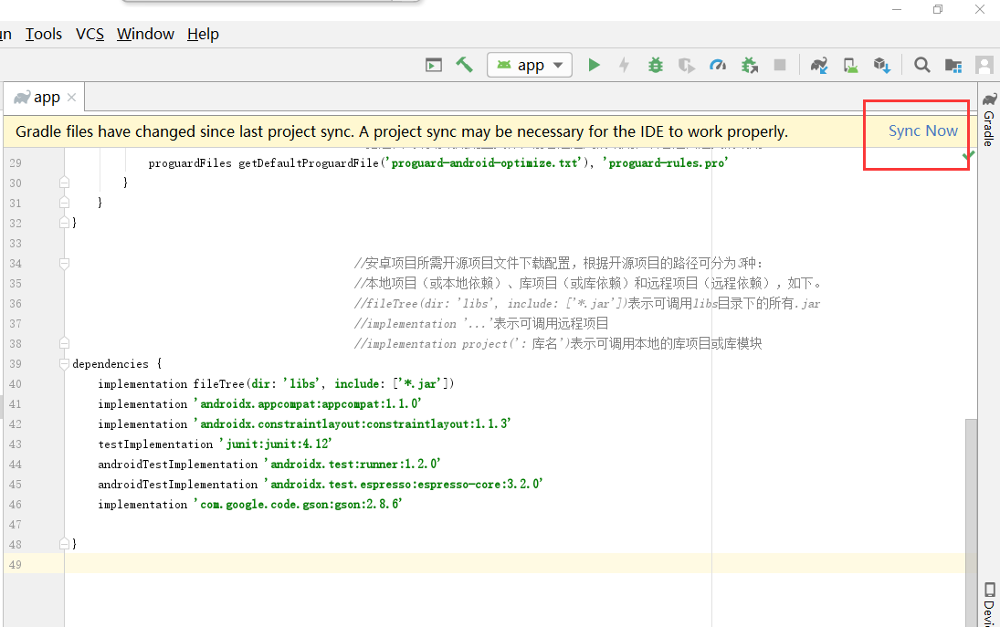 Tools VCS Window Help
app
app
Gradle files have changed since last project sync. A project sync may be necessary for the IDE to work properly. Sync Now
Gradle
29 proguardFiles getDefaultProguardFile('proguard-android-optimize.txt'), 'proguard-rules.pro'
30 }
31 }
32 }
33
34 //安卓项目所需开源项目文件下载配置，根据开源项目的路径可分为3种：
35 //本地项目（或本地依赖）、库项目（或库依赖）和远程项目（远程依赖），如下。
36 //fileTree(dir: 'libs', include: ['*.jar'])表示可调用libs目录下的所有.jar
37 //implementation '...'表示可调用远程项目
38 //implementation project(': 库名')表示可调用本地的库项目或库模块
39 dependencies {
40 implementation fileTree(dir: 'libs', include: ['*.jar'])
41 implementation 'androidx.appcompat:appcompat:1.1.0'
42 implementation 'androidx.constraintlayout:constraintlayout:1.1.3'
43 testImplementation 'junit:junit:4.12'
44 androidTestImplementation 'androidx.test:runner:1.2.0'
45 androidTestImplementation 'androidx.test.espresso:espresso-core:3.2.0'
46 implementation 'com.google.code.gson:gson:2.8.6'
47
48 }
49